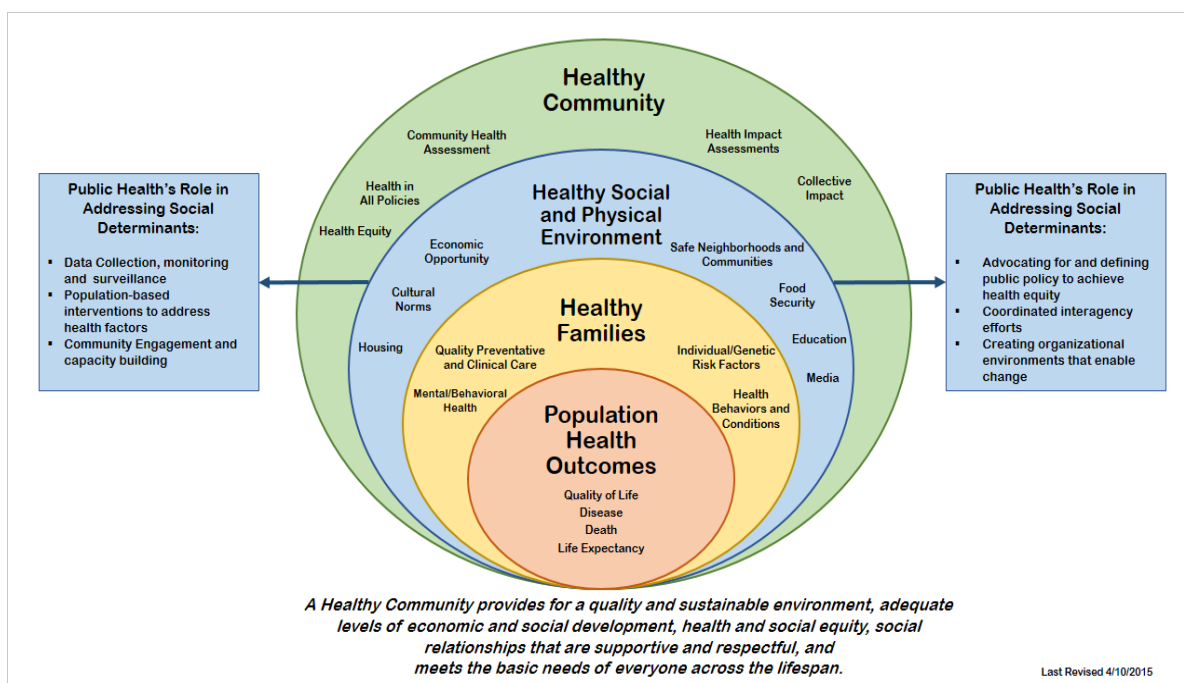 Healthy
Community
Community Health
Assessment
Health Impact
Assessments
Health in
All Policies
Collective
Impact
Health Equity
Healthy Social
and Physical
Environment
Economic
Opportunity
Safe Neighborhoods and
Communities
Cultural
Norms
Food
Security
Housing
Education
Media
Healthy
Families
Quality Preventative
and Clinical Care
Individual/Genetic
Risk Factors
Mental/Behavioral
Health
Health
Behaviors and
Conditions
Population
Health
Outcomes
Quality of Life
Disease
Death
Life Expectancy
Public Health's Role in
Addressing Social
Determinants:
▪ Data Collection, monitoring
and surveillance
▪ Population-based
interventions to address
health factors
▪ Community Engagement and
capacity building
Public Health's Role in
Addressing Social
Determinants:
▪ Advocating for and defining
public policy to achieve
health equity
▪ Coordinated interagency
efforts
▪ Creating organizational
environments that enable
change
A Healthy Community provides for a quality and sustainable environment, adequate
levels of economic and social development, health and social equity, social
relationships that are supportive and respectful, and
meets the basic needs of everyone across the lifespan.
Last Revised 4/10/2015